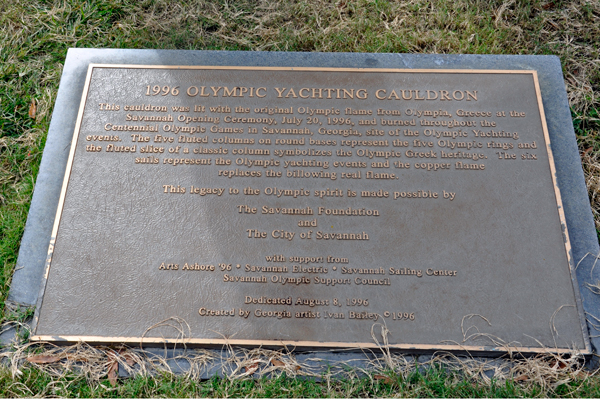 1996 OLYMPIC YACHTING CAULDRON
This cauldron was fit with the original Olympic flame from Olympia, Greece at the
Savannah Opening Ceremony, July 20, 1996, and burned throughout the
Centennial Olympic Games in Savannah, Georgia, site of the Olympic Yachting
events. The five fluted columns on round bases represent the five Olympic rings and
the fluted slice of a classic column symbolizes the Olympic Greek heritage. The six
sails represent the Olympic yachting events and the copper flame
replaces the billowing real flame.
This legacy to the Olympic spirit is made possible by
The Savannah Foundation
and
The City of Savannah
with support from
Arts Ashore '96 • Savannah Electric • Savannah Sailing Center
Savannah Olympic Support Council
Dedicated August 8, 1996
Created by Georgia artist Ivan Bailey ©1996